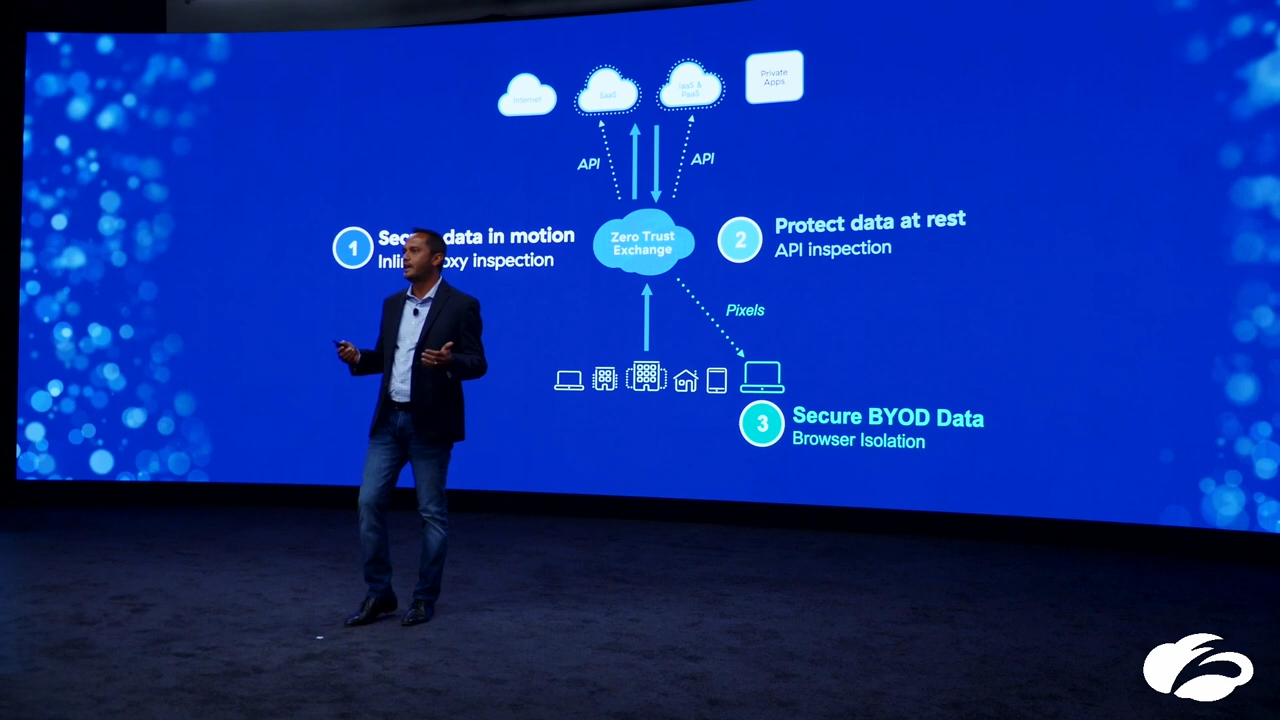 Internet
SaaS
IaaS &
PaaS
Private
Apps
API
API
1
data in motion
inspection
Zero Trust
Exchange
2
Protect data at rest
API inspection
Pixels
3
Secure BYOD Data
Browser Isolation